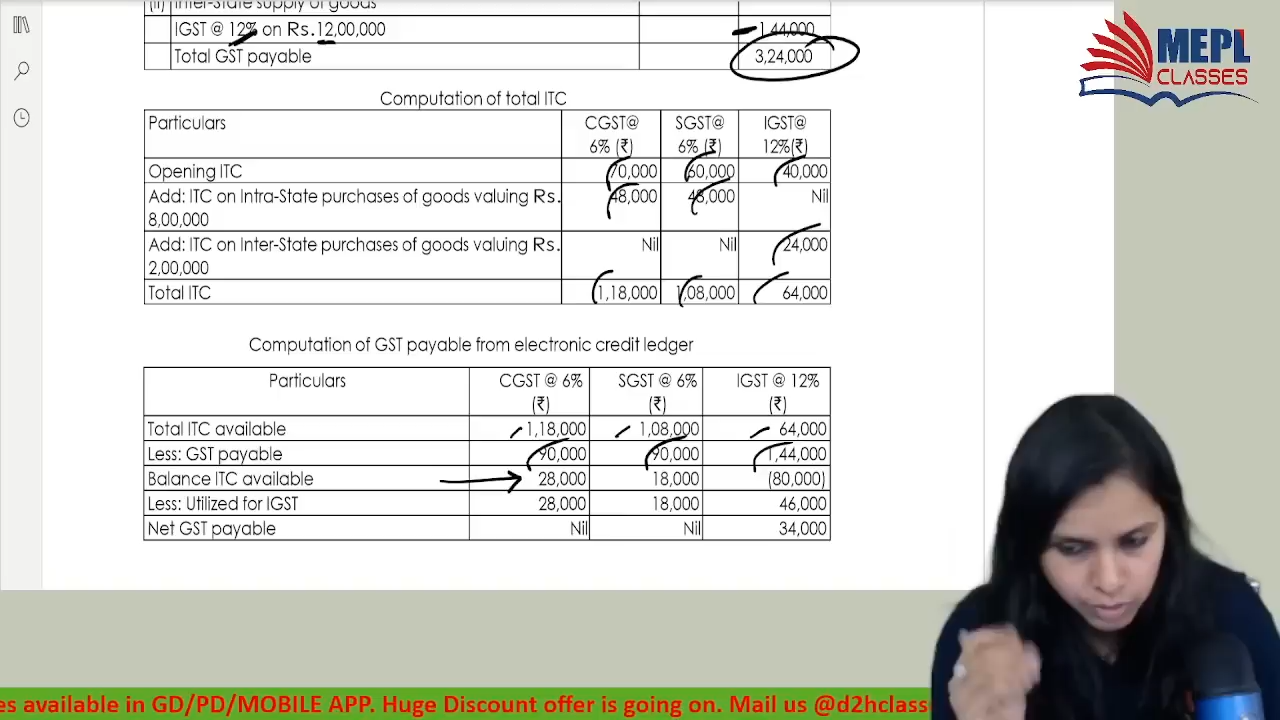 (ii) Inter-State supply of goods
IGST @ 12% on Rs.12,00,000 1,44,000
Total GST payable 3,24,000
MEPL
CLASSES
Computation of total ITC
Particulars CGST@ SGST@ IGST@
6% (₹) 6% (₹) 12%(₹)
Opening ITC 70,000 60,000 40,000
Add: ITC on Intra-State purchases of goods valuing Rs. 48,000 48,000 Nil
8,00,000
Add: ITC on Inter-State purchases of goods valuing Rs. Nil Nil 24,000
2,00,000
Total ITC 1,18,000 1,08,000 64,000
Computation of GST payable from electronic credit ledger
Particulars CGST @ 6% SGST @ 6% IGST @ 12%
(₹) (₹) (₹)
Total ITC available 1,18,000 1,08,000 64,000
Less: GST payable 90,000 90,000 1,44,000
Balance ITC available 28,000 18,000 (80,000)
Less: Utilized for IGST 28,000 18,000 46,000
Net GST payable Nil Nil 34,000
es available in GD/PD/MOBILE APP. Huge Discount offer is going on. Mail us @d2hclass